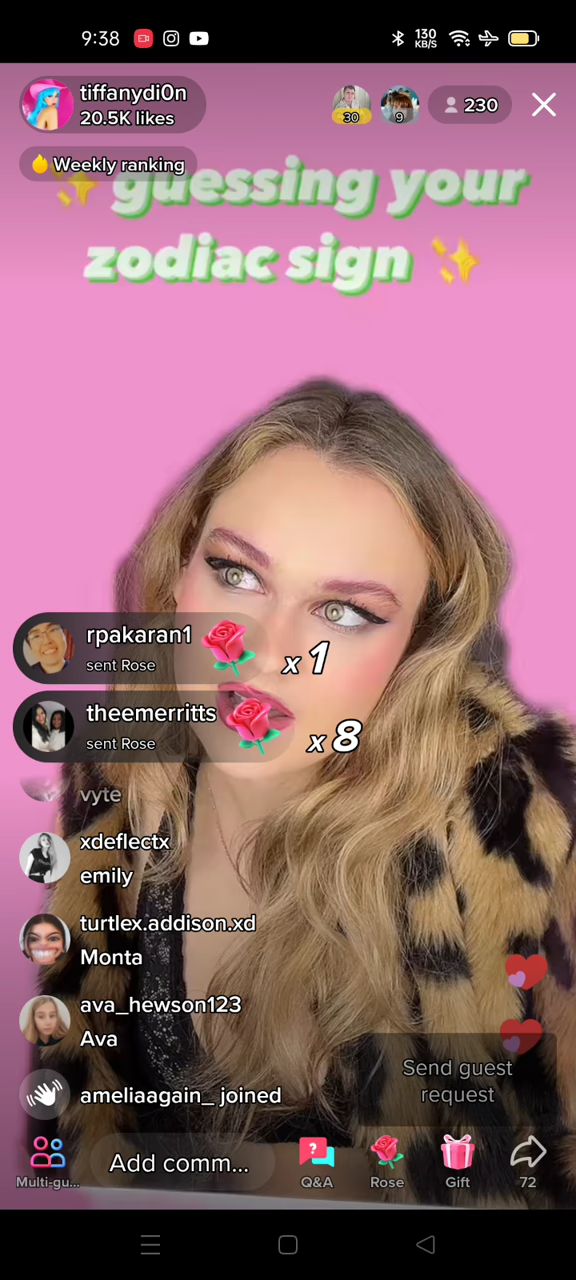 9:38
130
KB/S
tiffanydi0n
20.5K likes
30
9
230
Weekly ranking
guessing your
zodiac sign
rpakaran1
sent Rose
x 1
theemerritts
sent Rose
x 8
vyte
xdeflectx
emily
turtlex.addison.xd
Monta
ava_hewson123
Ava
Send guest
request
ameliaagain_ joined
Multi-gu...
Add comm...
?
Q&A
Rose
Gift
72